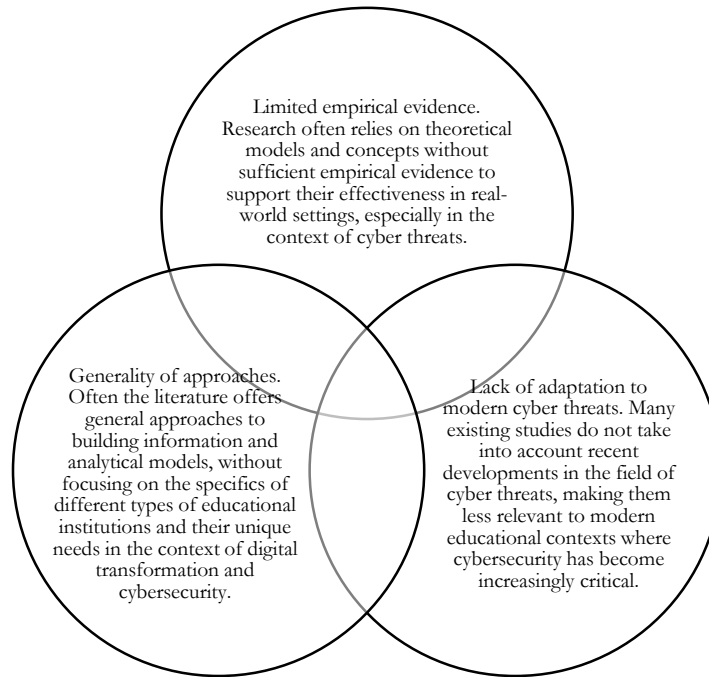 Limited empirical evidence.
Research often relies on theoretical
models and concepts without
sufficient empirical evidence to
support their effectiveness in real-
world settings, especially in the
context of cyber threats.
Generality of approaches.
Often the literature offers
general approaches to
building information and
analytical models, without
focusing on the specifics of
different types of educational
institutions and their unique
needs in the context of digital
transformation and
cybersecurity.
Lack of adaptation to
modern cyber threats. Many
existing studies do not take
into account recent
developments in the field of
cyber threats, making them
less relevant to modern
educational contexts where
cybersecurity has become
increasingly critical.